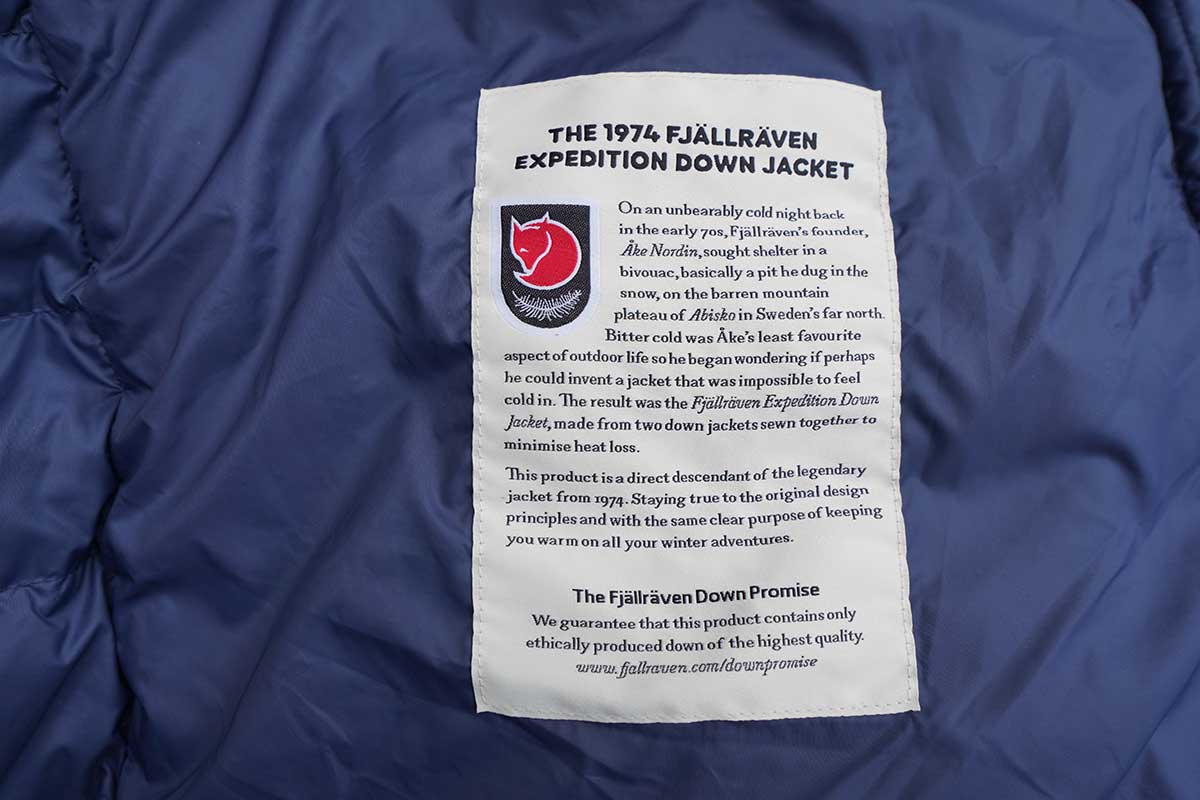 THE 1974 FJÄLLRÄVEN
EXPEDITION DOWN JACKET
On an unbearably cold night back
in the early 70s, Fjällräven's founder,
Åke Nordin, sought shelter in a
bivouac, basically a pit he dug in the
snow, on the barren mountain
plateau of Abisko in Sweden's far north.
Bitter cold was Åke's least favourite
aspect of outdoor life so he began wondering if perhaps
he could invent a jacket that was impossible to feel
cold in. The result was the Fjällräven Expedition Down
Jacket, made from two down jackets sewn together to
minimise heat loss.
This product is a direct descendant of the legendary
jacket from 1974. Staying true to the original design
principles and with the same clear purpose of keeping
you warm on all your winter adventures.
The Fjällräven Down Promise
We guarantee that this product contains only
ethically produced down of the highest quality.
www.fjallraven.com/downpromise